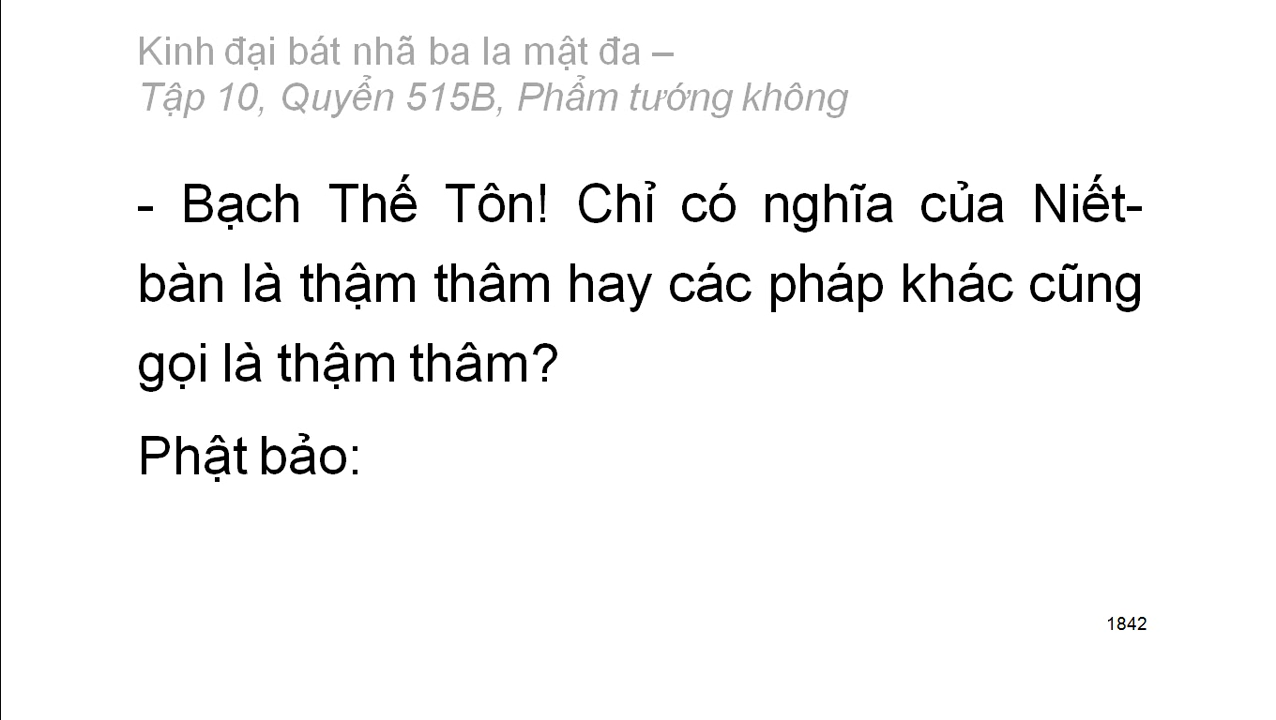 Kinh đại bát nhã ba la mật đa –
Tập 10, Quyển 515B, Phẩm tướng không
- Bạch Thế Tôn! Chỉ có nghĩa của Niết-
bàn là thậm thâm hay các pháp khác cũng
gọi là thậm thâm?
Phật bảo:
1842